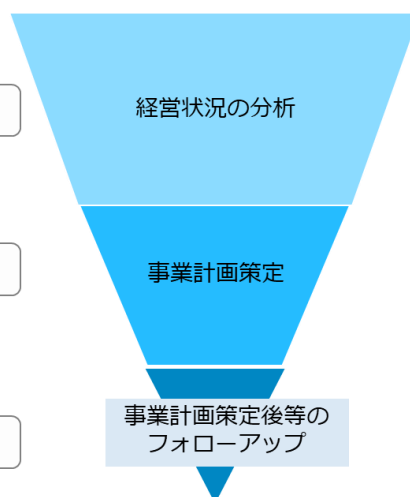 経営状況の分析
事業計画策定
事業計画策定後等の
フォローアップ